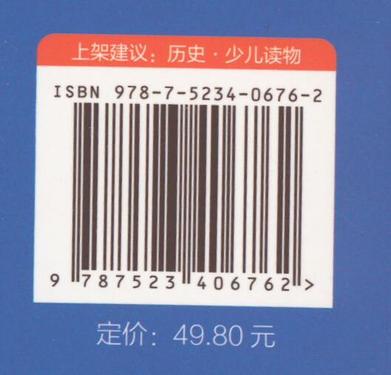 上架建议：历史·少儿读物
ISBN 978-7-5234-0676-2
9 787523 406762 >
定价：49.80 元